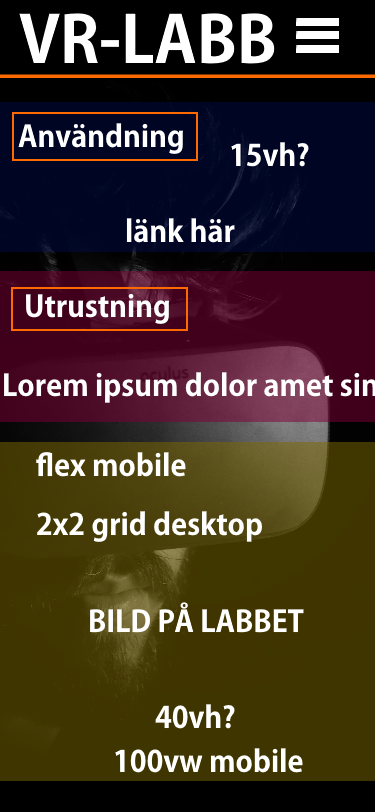 VR-LABB
Användning
15vh?
länk här
Utrustning
oculus
Lorem ipsum dolor amet sin
flex mobile
2x2 grid desktop
BILD PÅ LABBET
40vh?
100vw mobile